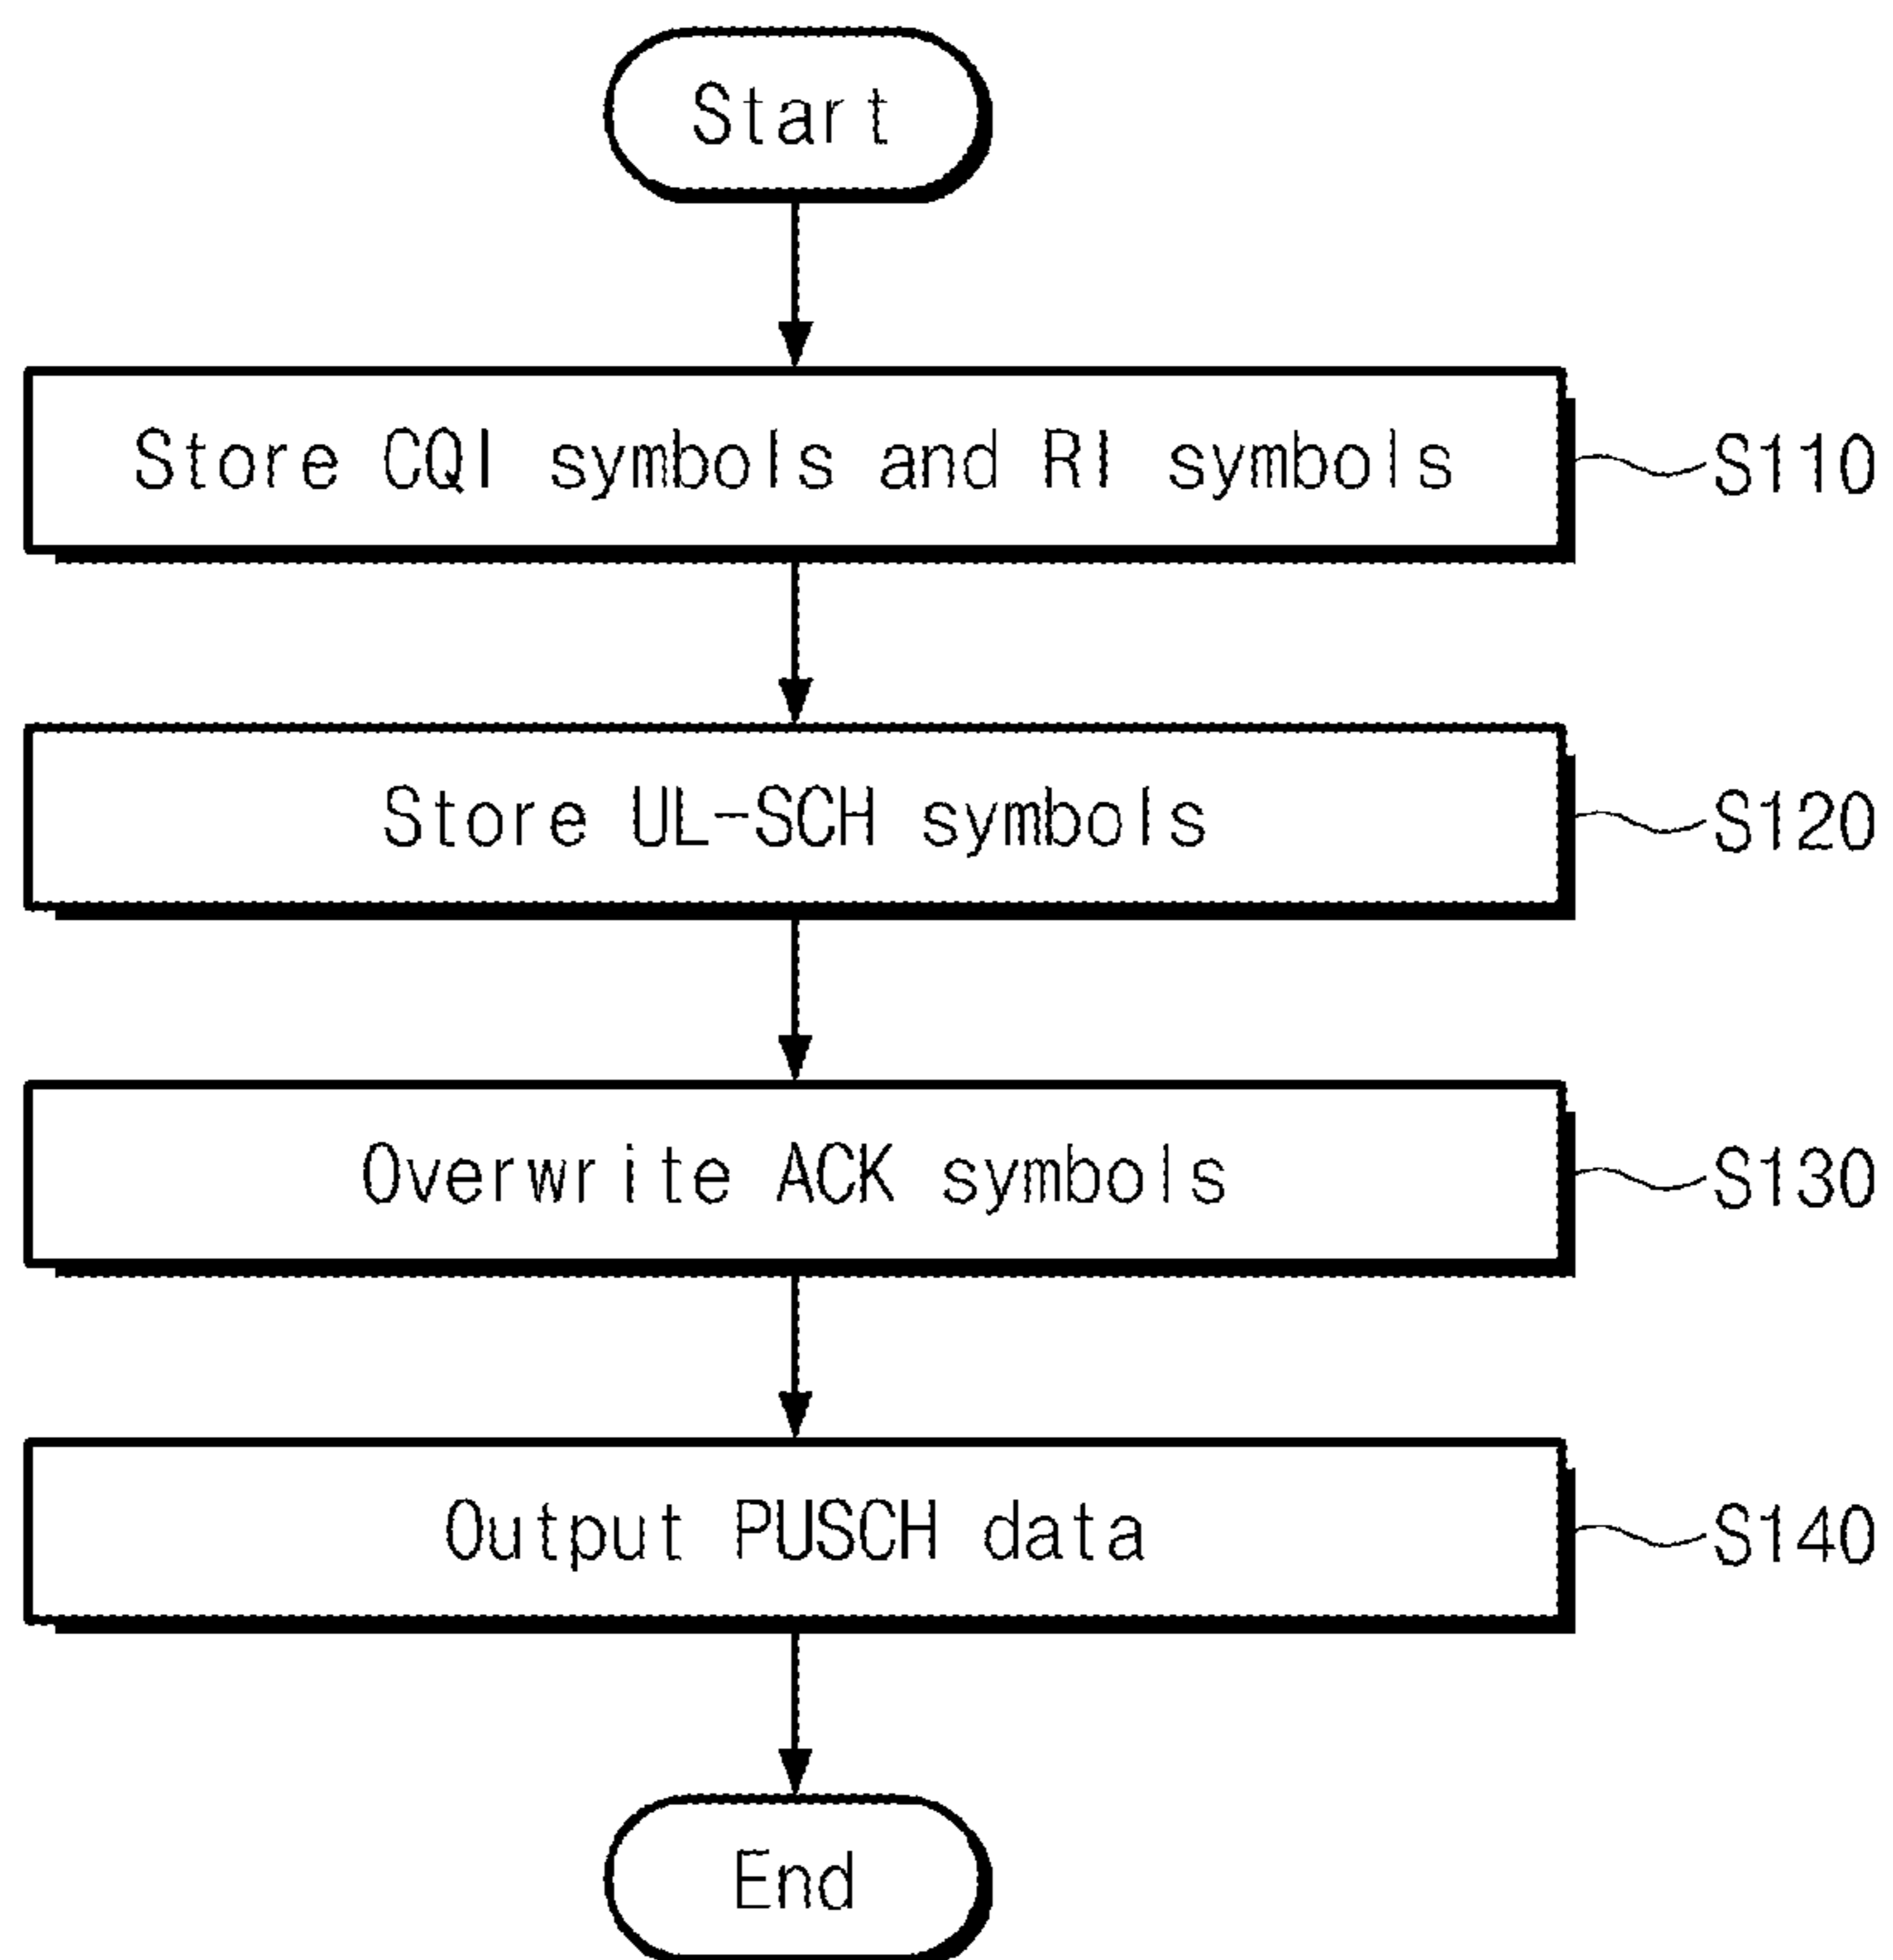 Start
Store CQI symbols and RI symbols
S110
Store UL-SCH symbols
S120
Overwrite ACK symbols
S130
Output PUSCH data
S140
End